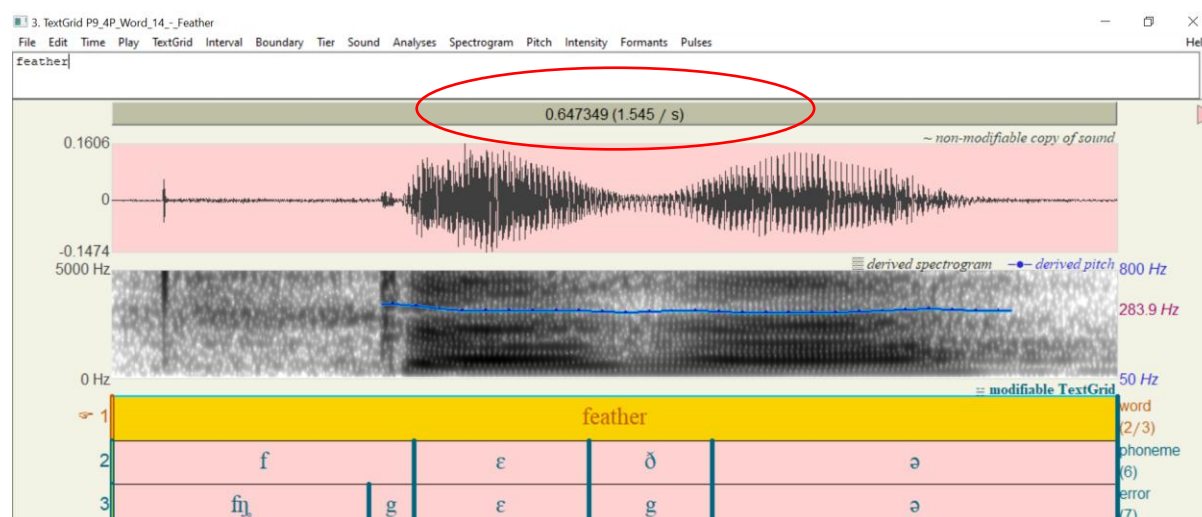 3. TextGrid P9_4P_Word_14_-_Feather
File Edit Time Play TextGrid Interval Boundary Tier Sound Analyses Spectrogram Pitch Intensity Formants Pulses Hel
feather
0.647349 (1.545 / s)
~ non-modifiable copy of sound
0.1606
0
-0.1474
5000 Hz
derived spectrogram derived pitch 800 Hz
283.9 Hz
0 Hz 50 Hz
modifiable TextGrid
1 feather word
(2/3)
2 f ɛ ð ə phoneme
(6)
3 g ɛ g ə error
(7)